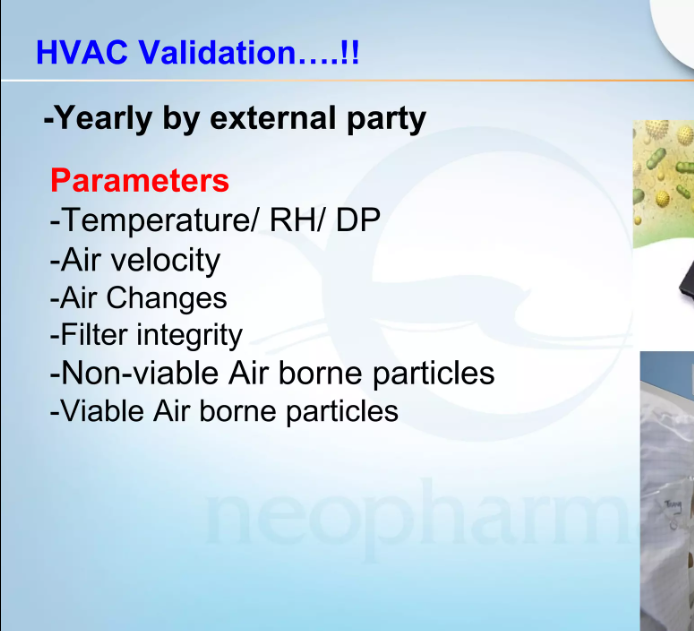 HVAC Validation….!!
-Yearly by external party
Parameters
-Temperature/ RH/ DP
-Air velocity
-Air Changes
-Filter integrity
-Non-viable Air borne particles
-Viable Air borne particles
neopharma